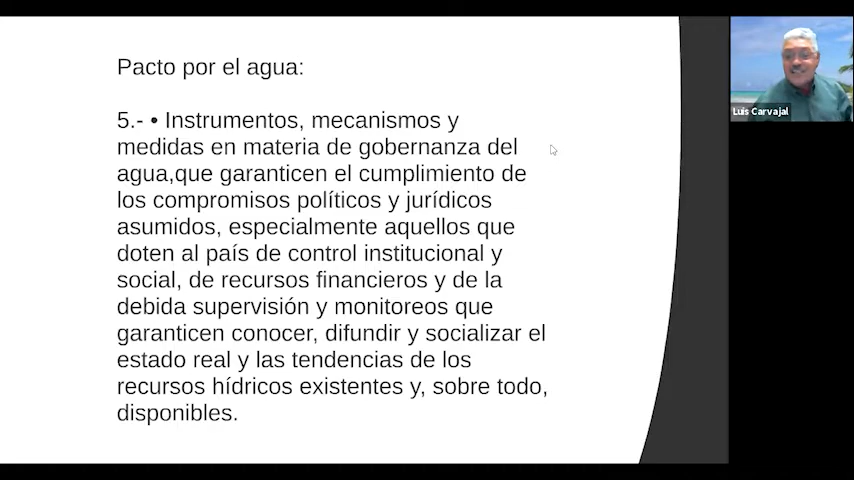 Pacto por el agua:
5.- • Instrumentos, mecanismos y
medidas en materia de gobernanza del
agua,que garanticen el cumplimiento de
los compromisos políticos y jurídicos
asumidos, especialmente aquellos que
doten al país de control institucional y
social, de recursos financieros y de la
debida supervisión y monitoreos que
garanticen conocer, difundir y socializar el
estado real y las tendencias de los
recursos hídricos existentes y, sobre todo,
disponibles.
Luis Carvajal